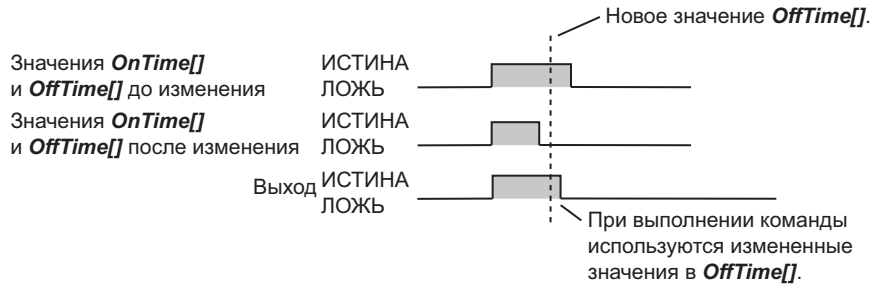 Новое значение OffTime[].
Значения OnTime[]
и OffTime[] до изменения
ИСТИНА
ЛОЖЬ
Значения OnTime[]
и OffTime[] после изменения
ИСТИНА
ЛОЖЬ
Выход
ИСТИНА
ЛОЖЬ
При выполнении команды
используются измененные
значения в OffTime[].